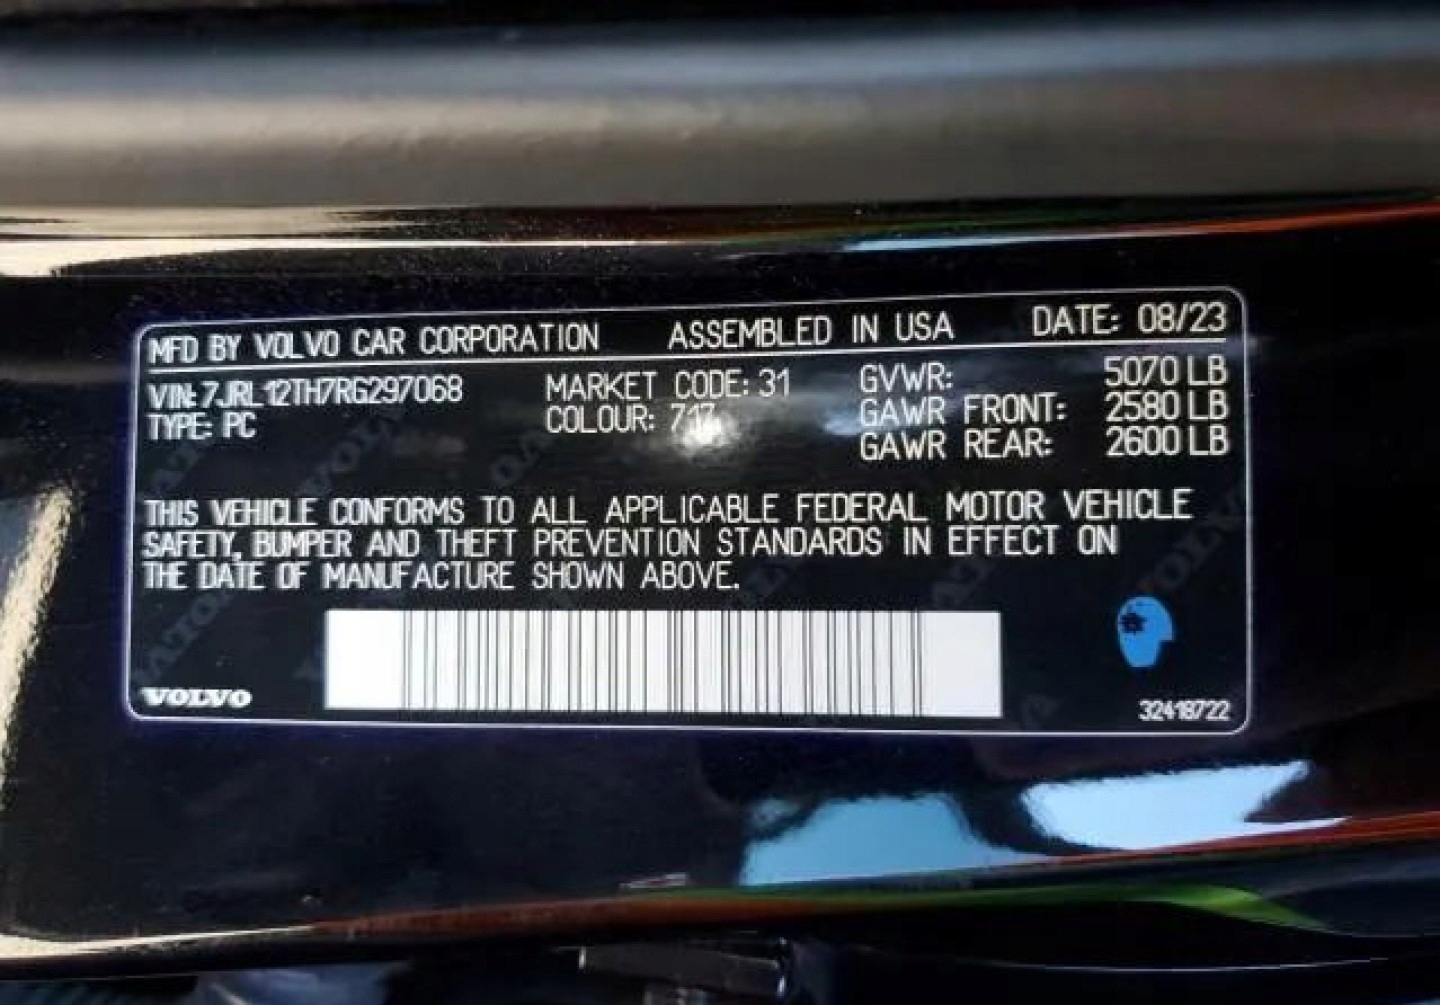 MFD BY VOLVO CAR CORPORATION ASSEMBLED IN USA DATE: 08/23
VIN: 7JRL12TH7RG297068 MARKET CODE: 31 GVWR: 5070 LB
TYPE: PC COLOUR: 717 GAWR FRONT: 2580 LB
GAWR REAR: 2600 LB
THIS VEHICLE CONFORMS TO ALL APPLICABLE FEDERAL MOTOR VEHICLE
SAFETY, BUMPER AND THEFT PREVENTION STANDARDS IN EFFECT ON
THE DATE OF MANUFACTURE SHOWN ABOVE.
VOLVO
32418722